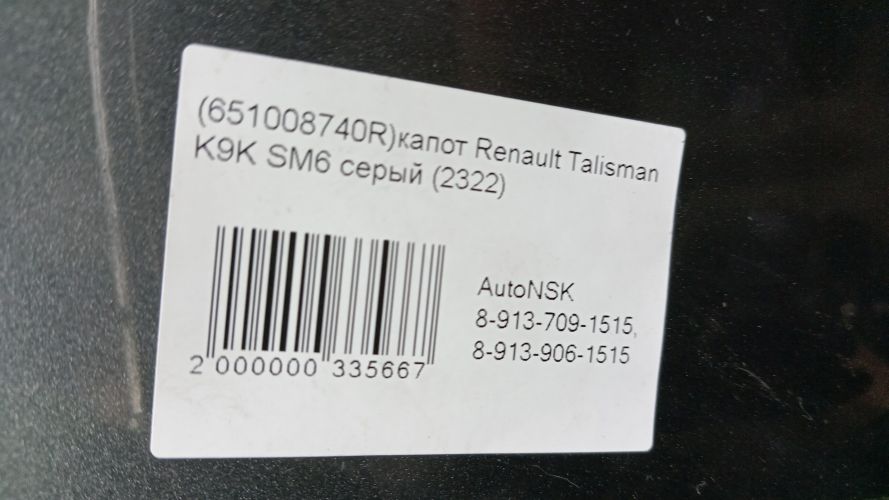 (651008740R)капот Renault Talisman
K9K SM6 серый (2322)
AutoNSK
8-913-709-1515,
8-913-906-1515
2 000000 335667